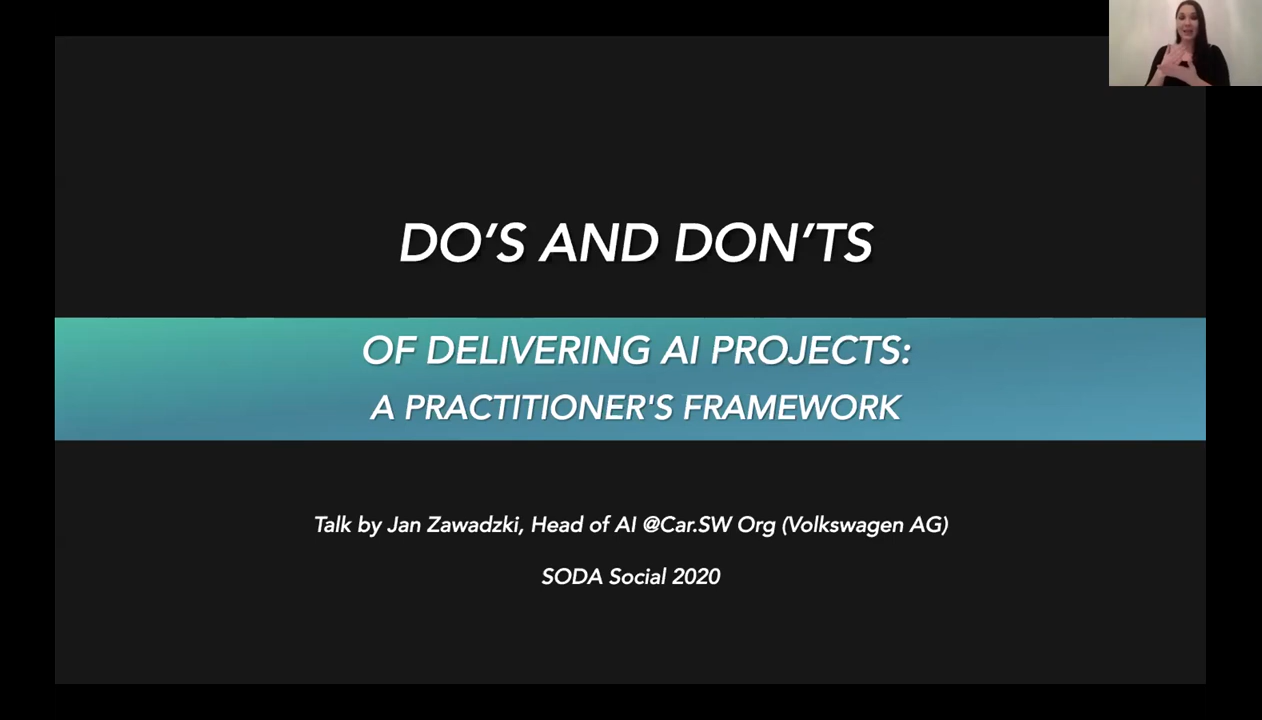 DO’S AND DON’TS
OF DELIVERING AI PROJECTS:
A PRACTITIONER'S FRAMEWORK
Talk by Jan Zawadzki, Head of AI @Car.SW Org (Volkswagen AG)
SODA Social 2020